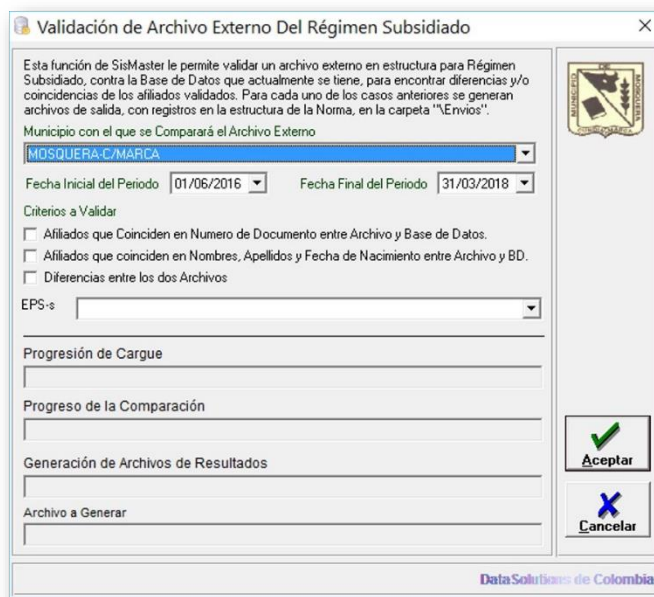 Validación de Archivo Externo Del Régimen Subsidiado
Esta función de SisMaster le permite validar un archivo externo en estructura para Régimen
Subsidiado, contra la Base de Datos que actualmente se tiene, para encontrar diferencias y/o
coincidencias de los afiliados validados. Para cada uno de los casos anteriores se generan
archivos de salida, con registros en la estructura de la Norma, en la carpeta "\Envios".
Municipio con el que se Comparará el Archivo Externo
MOSQUERA-C/MARCA
Fecha Inicial del Periodo 01/06/2016 Fecha Final del Periodo 31/03/2018
Criterios a Validar
Afiliados que Coinciden en Numero de Documento entre Archivo y Base de Datos.
Afiliados que coinciden en Nombres, Apellidos y Fecha de Nacimiento entre Archivo y BD.
Diferencias entre los dos Archivos
EPS-s
Progresión de Cargue
Progreso de la Comparación
Generación de Archivos de Resultados
Archivo a Generar
MUNICIPIO DE MOSQUERA
CUNDINAMARCA
Aceptar
Cancelar
DataSolutions de Colombia